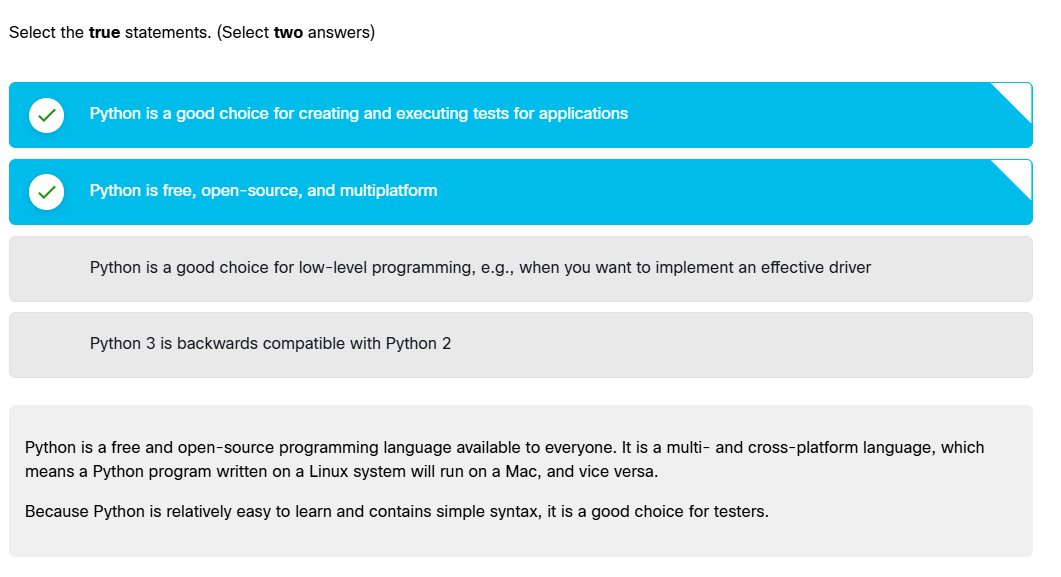 Select the true statements. (Select two answers)
Python is a good choice for creating and executing tests for applications
Python is free, open-source, and multiplatform
Python is a good choice for low-level programming, e.g., when you want to implement an effective driver
Python 3 is backwards compatible with Python 2
Python is a free and open-source programming language available to everyone. It is a multi- and cross-platform language, which
means a Python program written on a Linux system will run on a Mac, and vice versa.
Because Python is relatively easy to learn and contains simple syntax, it is a good choice for testers.